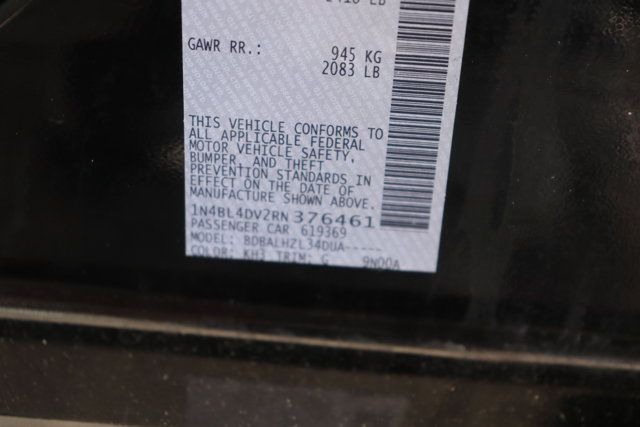 GAWR RR.: 945 KG
2083 LB
THIS VEHICLE CONFORMS TO
ALL APPLICABLE FEDERAL
MOTOR VEHICLE SAFETY,
BUMPER, AND THEFT
PREVENTION STANDARDS IN
EFFECT ON THE DATE OF
MANUFACTURE SHOWN ABOVE.
1N4BL4DV2RN376461
PASSENGER CAR 619369
MODEL: BDBALHZL34DUA-----
COLOR: KH3 TRIM: G 9N00A